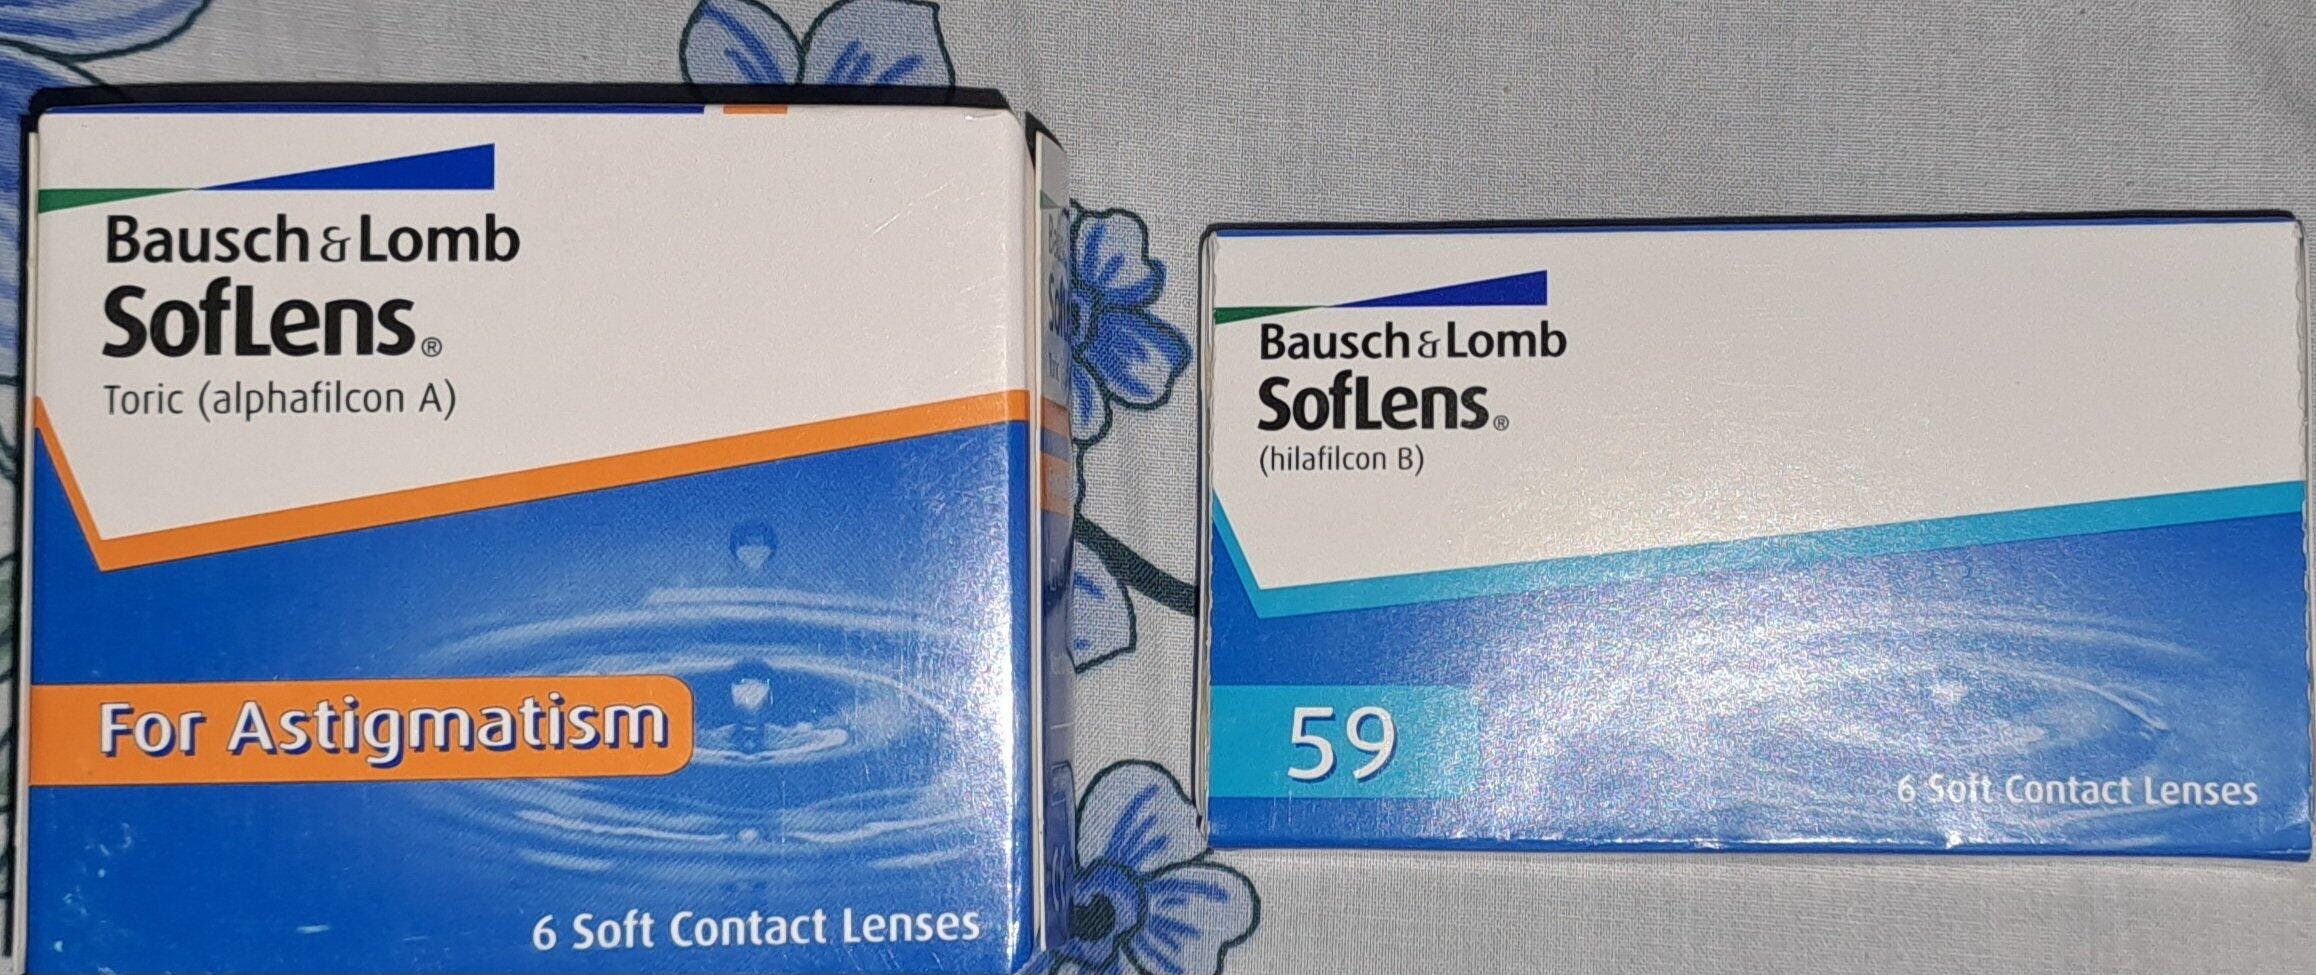 Bausch & Lomb
SofLens®
Toric (alphafilcon A)
For Astigmatism
6 Soft Contact Lenses
Bausch & Lomb
SofLens®
(hilafilcon B)
59
6 Soft Contact Lenses